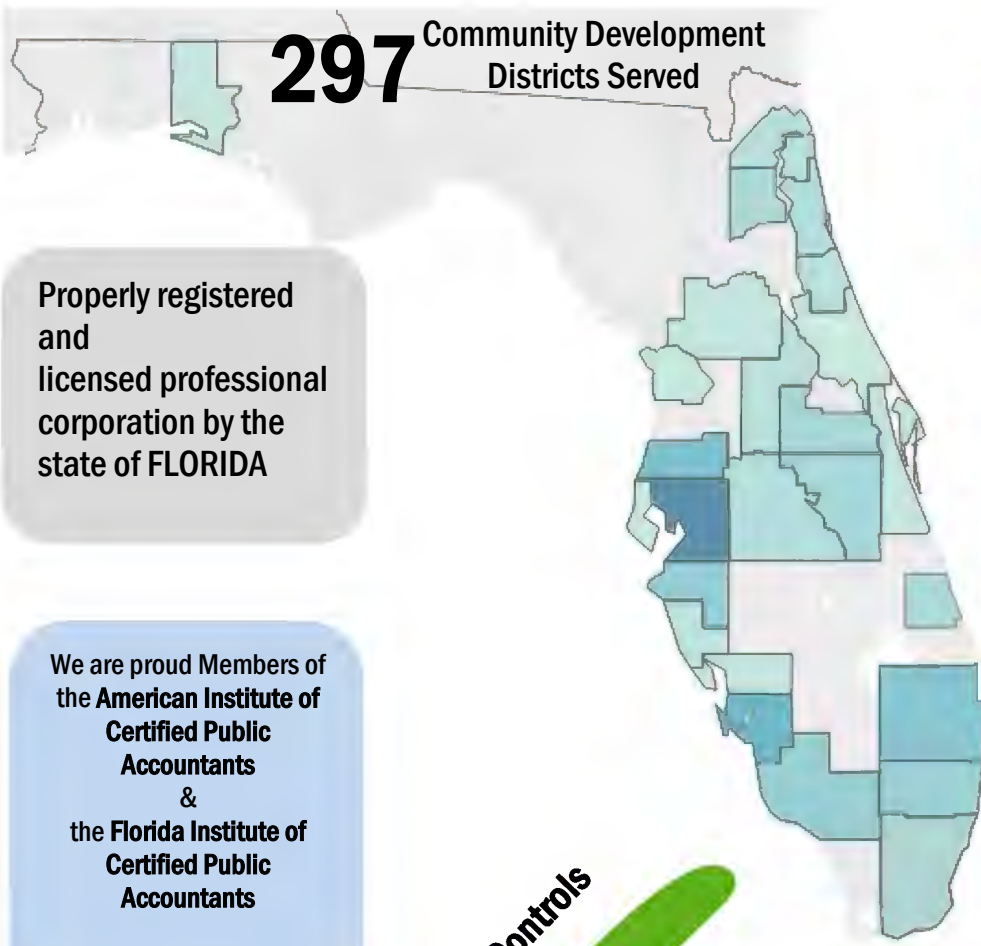 297
Community Development
Districts Served
Properly registered
and
licensed professional
corporation by the
state of FLORIDA
We are proud Members of
the American Institute of
Certified Public
Accountants
&
the Florida Institute of
Certified Public
Accountants
Controls